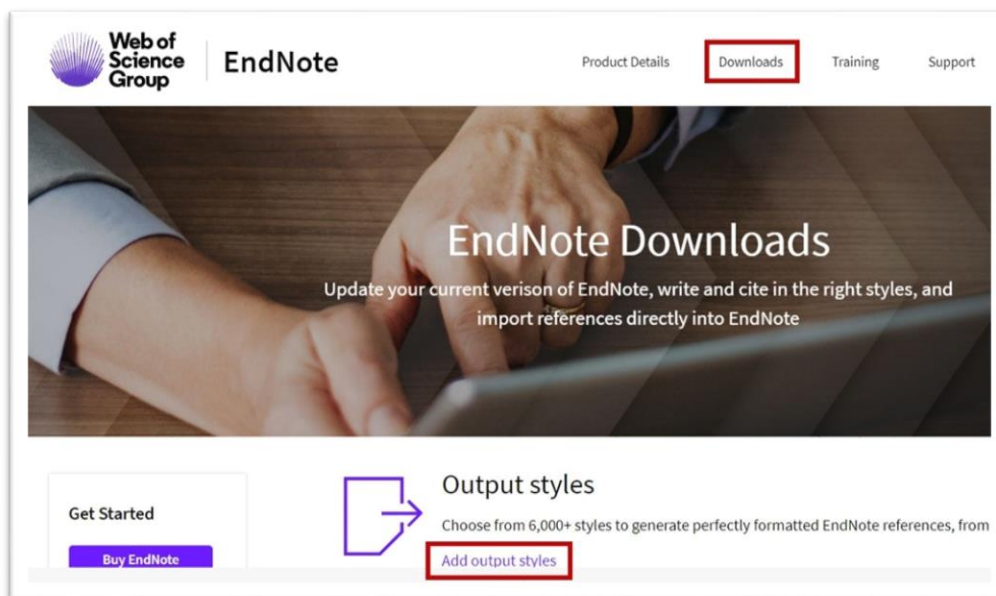 Web of
Science
Group
EndNote
Product Details
Downloads
Training
Support
EndNote Downloads
Update your current verison of EndNote, write and cite in the right styles, and
import references directly into EndNote
Get Started
Buy EndNote
Output styles
Choose from 6,000+ styles to generate perfectly formatted EndNote references, from
Add output styles